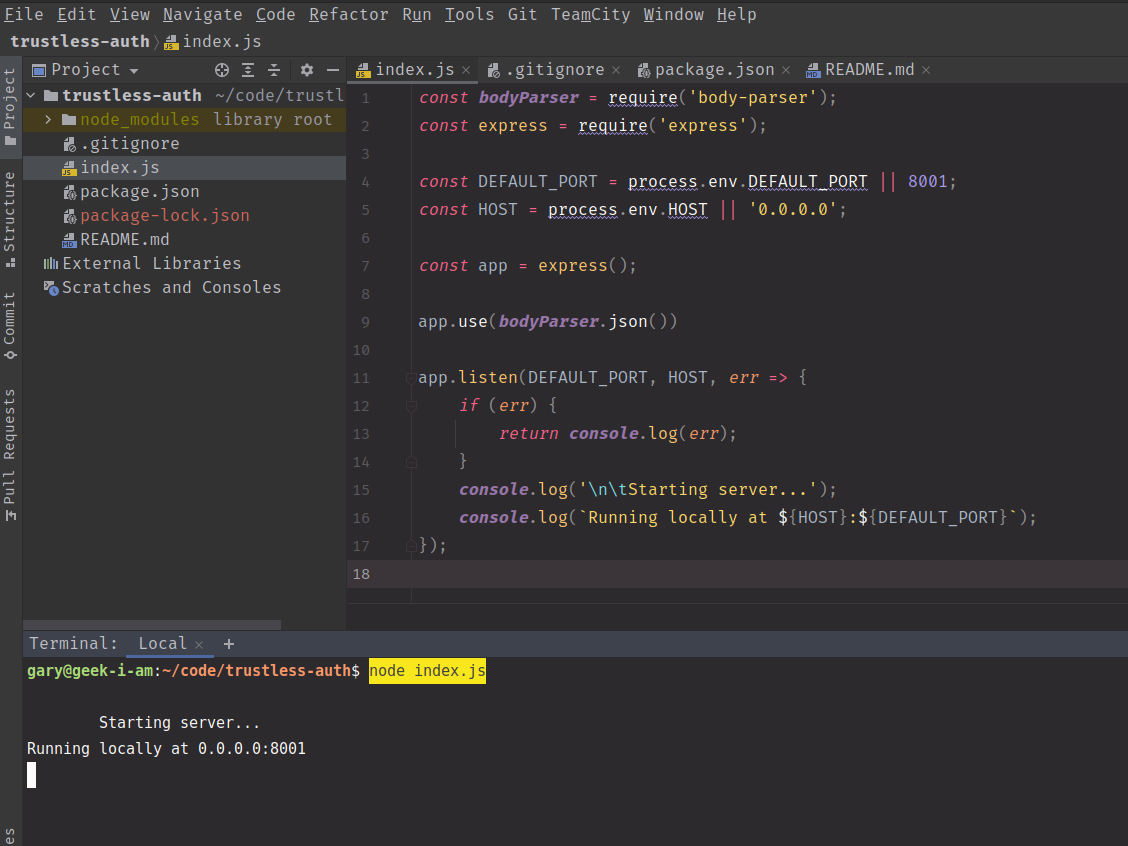 File Edit View Navigate Code Refactor Run Tools Git TeamCity Window Help
trustless-auth index.js
Project
index.js .gitignore package.json README.md
Project
Structure
Commit
Pull Requests
es
trustless-auth ~/code/trustl
node_modules library root
.gitignore
index.js
package.json
package-lock.json
README.md
External Libraries
Scratches and Consoles
1 const bodyParser = require('body-parser');
2 const express = require('express');
3
4 const DEFAULT_PORT = process.env.DEFAULT_PORT || 8001;
5 const HOST = process.env.HOST || '0.0.0.0';
6
7 const app = express();
8
9 app.use(bodyParser.json())
10
11 app.listen(DEFAULT_PORT, HOST, err => {
12 if (err) {
13 return console.log(err);
14 }
15 console.log('\n\tStarting server...');
16 console.log(`Running locally at ${HOST}:${DEFAULT_PORT}`);
17 });
18
Terminal: Local +
gary@geek-i-am:~/code/trustless-auth$ node index.js
Starting server...
Running locally at 0.0.0.0:8001